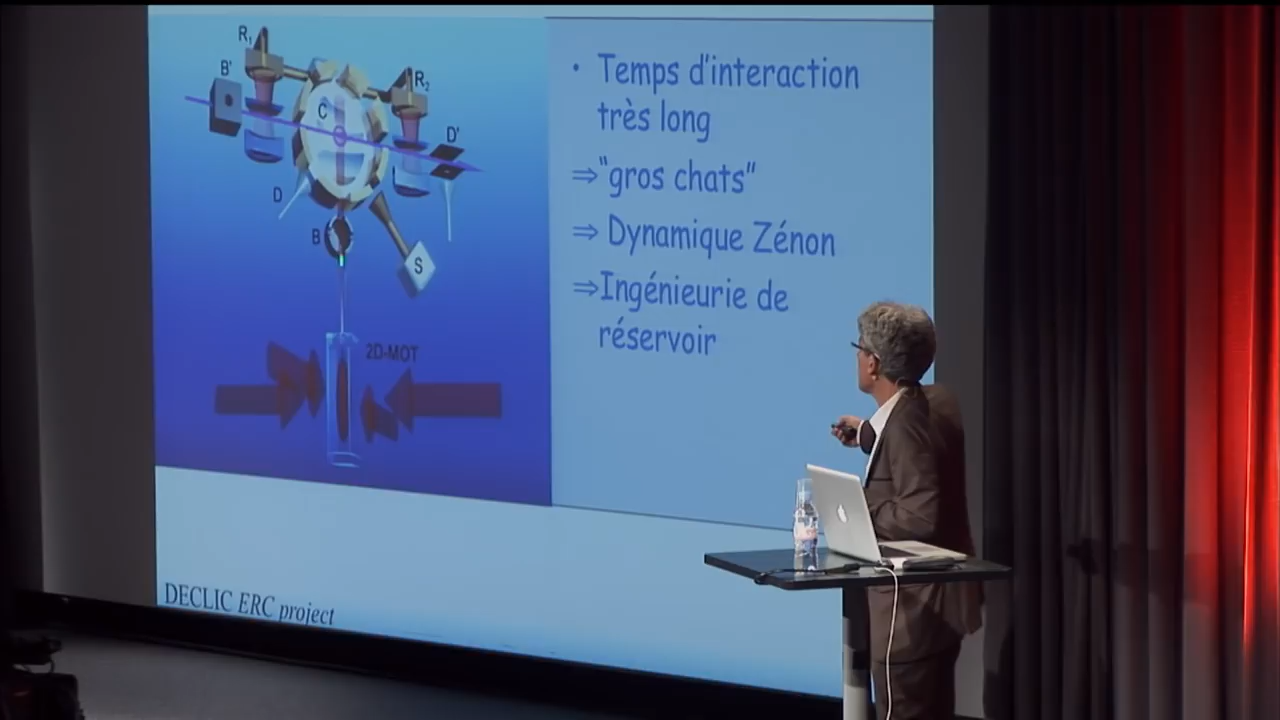 R₁
B'
R₂
C
D'
D
B
S
2D-MOT
• Temps d'interaction
très long
⇒"gros chats"
⇒ Dynamique Zénon
⇒Ingénieurie de
réservoir
DECLIC ERC project